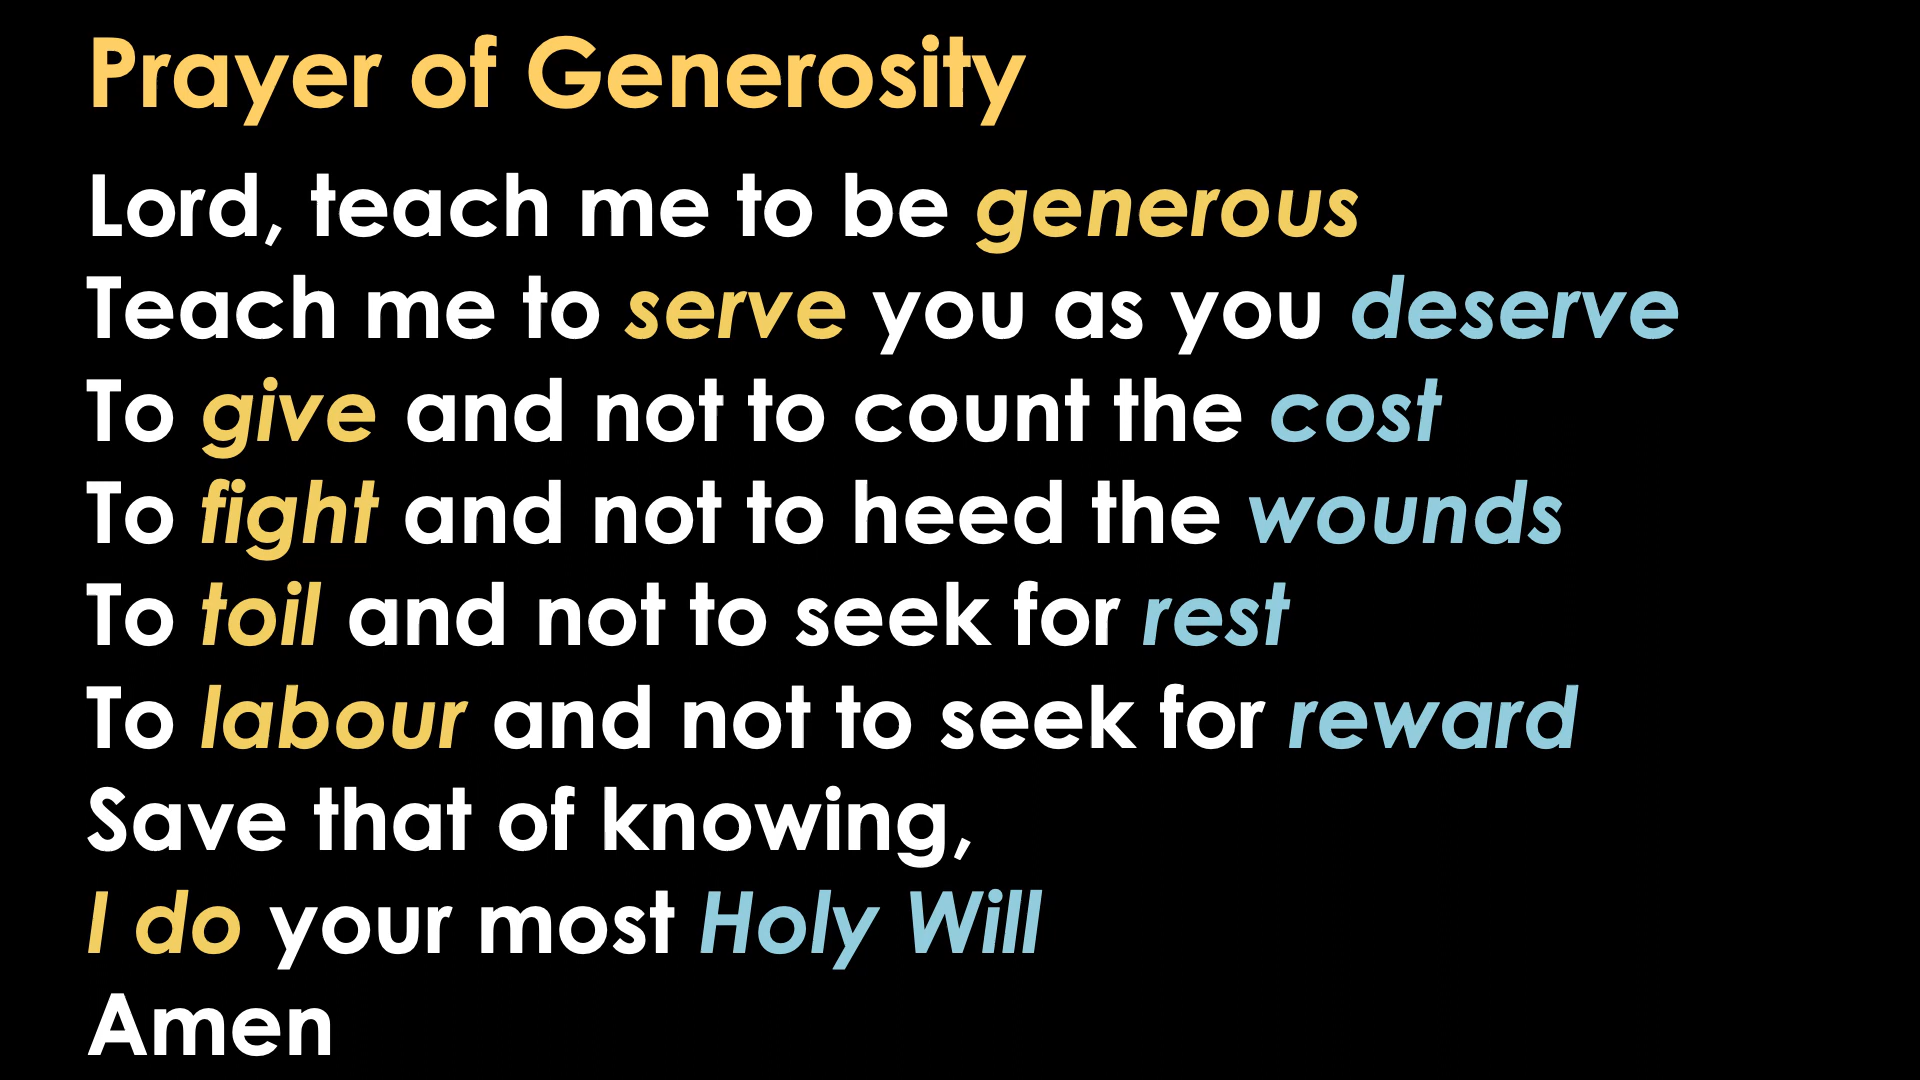 Prayer of Generosity
Lord, teach me to be generous
Teach me to serve you as you deserve
To give and not to count the cost
To fight and not to heed the wounds
To toil and not to seek for rest
To labour and not to seek for reward
Save that of knowing,
I do your most Holy Will
Amen